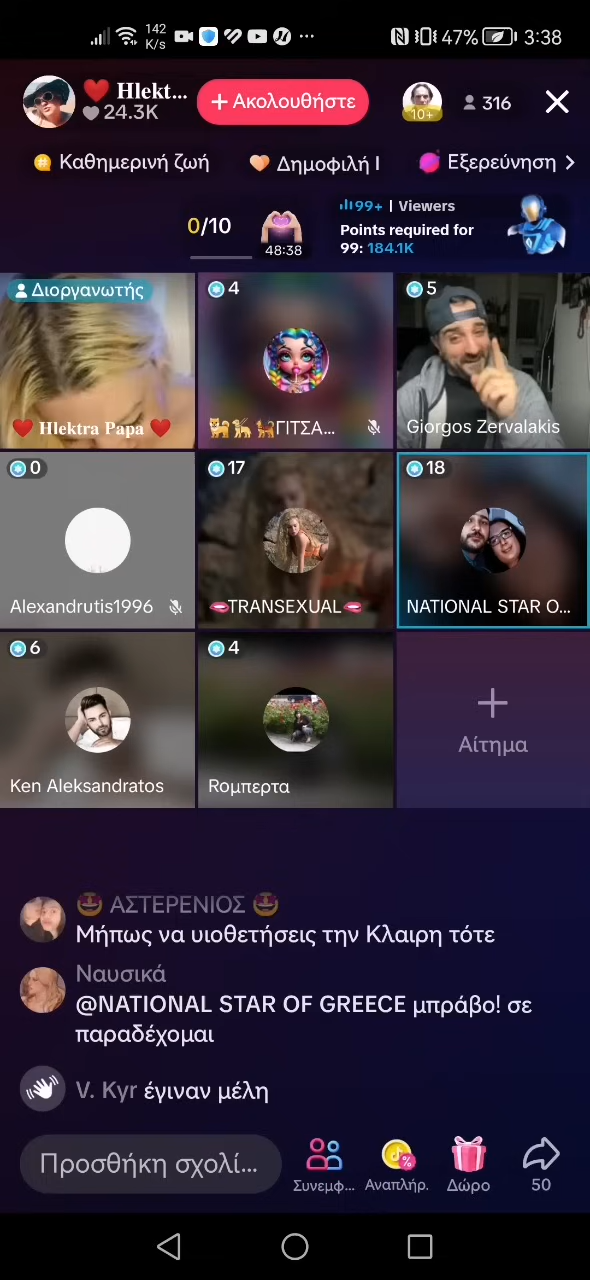 142
K/s
47%
3:38
❤️ Hlekt...
24.3K
+ Ακολουθήστε
10+
316
Καθημερινή ζωή
Δημοφιλή l
Εξερεύνηση
0/10
48:38
99+ | Viewers
Points required for
99: 184.1K
Διοργανωτής
❤️ Hlektra Papa ❤️
4
ΓΙΤΣΑ...
5
Giorgos Zervalakis
0
Alexandrutis1996
17
🫦TRANSEXUAL🫦
18
NATIONAL STAR O...
6
Ken Aleksandratos
4
Ρομπερτα
Αίτημα
🤩 ΑΣΤΕΡΕΝΙΟΣ 🤩
Μήπως να υιοθετήσεις την Κλαιρη τότε
Ναυσικά
@NATIONAL STAR OF GREECE μπράβο! σε
παραδέχομαι
V. Kyr έγιναν μέλη
Προσθήκη σχολί...
Συνεμφ...
Αναπλήρ.
Δώρο
50